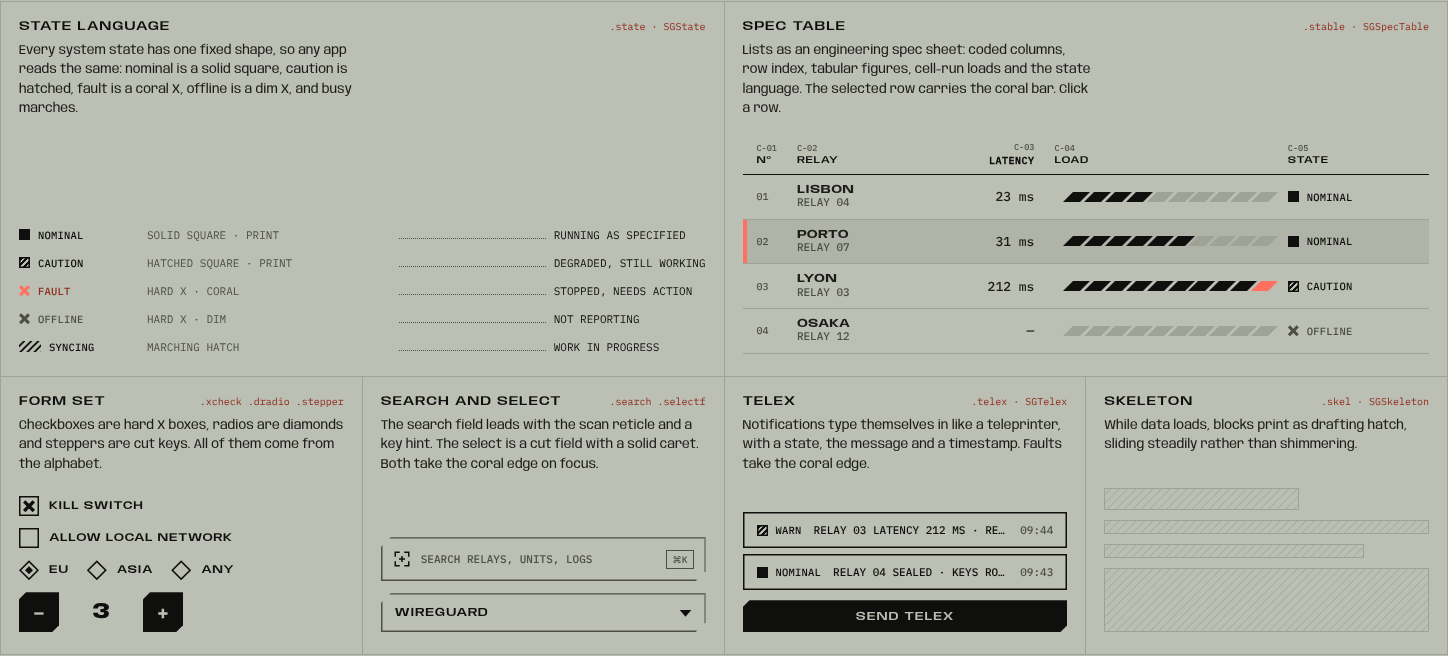 STATE LANGUAGE
.state · SGState
Every system state has one fixed shape, so any app
reads the same: nominal is a solid square, caution is
hatched, fault is a coral X, offline is a dim X, and busy
marches.
NOMINAL SOLID SQUARE · PRINT RUNNING AS SPECIFIED
CAUTION HATCHED SQUARE · PRINT DEGRADED, STILL WORKING
FAULT HARD X · CORAL STOPPED, NEEDS ACTION
OFFLINE HARD X · DIM NOT REPORTING
SYNCING MARCHING HATCH WORK IN PROGRESS
SPEC TABLE
.stable · SGSpecTable
Lists as an engineering spec sheet: coded columns,
row index, tabular figures, cell-run loads and the state
language. The selected row carries the coral bar. Click
a row.
C-01 C-02 C-03 C-04 C-05
N° RELAY LATENCY LOAD STATE
01 LISBON 23 ms NOMINAL
RELAY 04
02 PORTO 31 ms NOMINAL
RELAY 07
03 LYON 212 ms CAUTION
RELAY 03
04 OSAKA — OFFLINE
RELAY 12
FORM SET
.xcheck .dradio .stepper
Checkboxes are hard X boxes, radios are diamonds
and steppers are cut keys. All of them come from
the alphabet.
KILL SWITCH
ALLOW LOCAL NETWORK
EU ASIA ANY
− 3 +
SEARCH AND SELECT
.search .selectf
The search field leads with the scan reticle and a
key hint. The select is a cut field with a solid caret.
Both take the coral edge on focus.
SEARCH RELAYS, UNITS, LOGS ⌘K
WIREGUARD
TELEX
.telex · SGTelex
Notifications type themselves in like a teleprinter,
with a state, the message and a timestamp. Faults
take the coral edge.
WARN RELAY 03 LATENCY 212 MS · RE… 09:44
NOMINAL RELAY 04 SEALED · KEYS RO… 09:43
SEND TELEX
SKELETON
.skel · SGSkeleton
While data loads, blocks print as drafting hatch,
sliding steadily rather than shimmering.